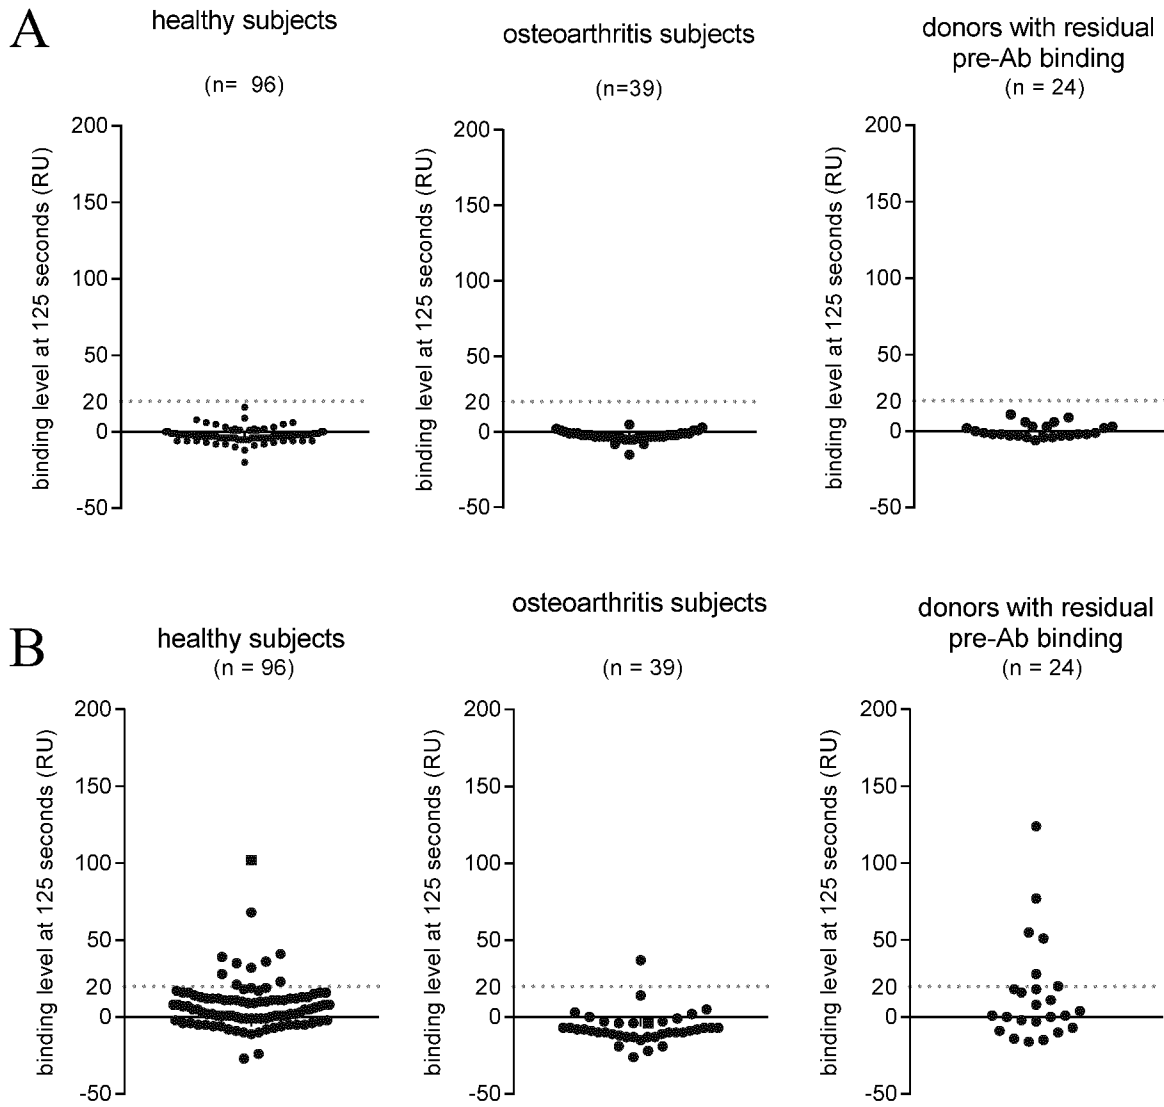 A
healthy subjects
(n= 96)
osteoarthritis subjects
(n=39)
donors with residual
pre-Ab binding
(n = 24)
binding level at 125 seconds (RU)
200
150
100
50
20
0
-50
binding level at 125 seconds (RU)
200
150
100
50
20
0
-50
binding level at 125 seconds (RU)
200
150
100
50
20
0
-50
B
healthy subjects
(n = 96)
osteoarthritis subjects
(n = 39)
donors with residual
pre-Ab binding
(n = 24)
binding level at 125 seconds (RU)
200
150
100
50
20
0
-50
binding level at 125 seconds (RU)
200
150
100
50
20
0
-50
binding level at 125 seconds (RU)
200
150
100
50
20
0
-50